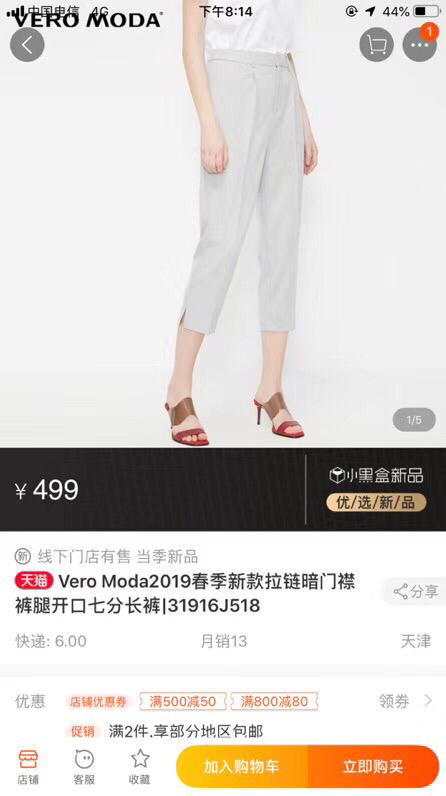 中国电信 4G 下午8:14 44%
VERO MODA
1
1/5
¥ 499
小黑盒新品
优/选/新/品
新 线下门店有售 当季新品
天猫 Vero Moda2019春季新款拉链暗门襟
裤腿开口七分长裤|31916J518
分享
快递: 6.00 月销13 天津
优惠 店铺优惠券 满500减50 满800减80 领券
促销 满2件,享部分地区包邮
店铺 客服 收藏 加入购物车 立即购买